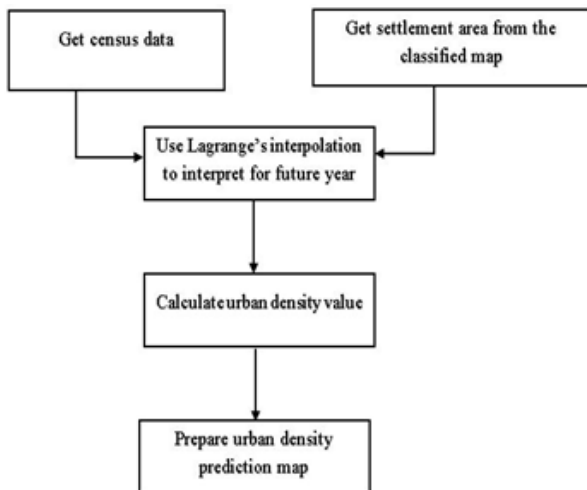 Get census data
Get settlement area from the
classified map
Use Lagrange's interpolation
to interpret for future year
Calculate urban density value
Prepare urban density
prediction map